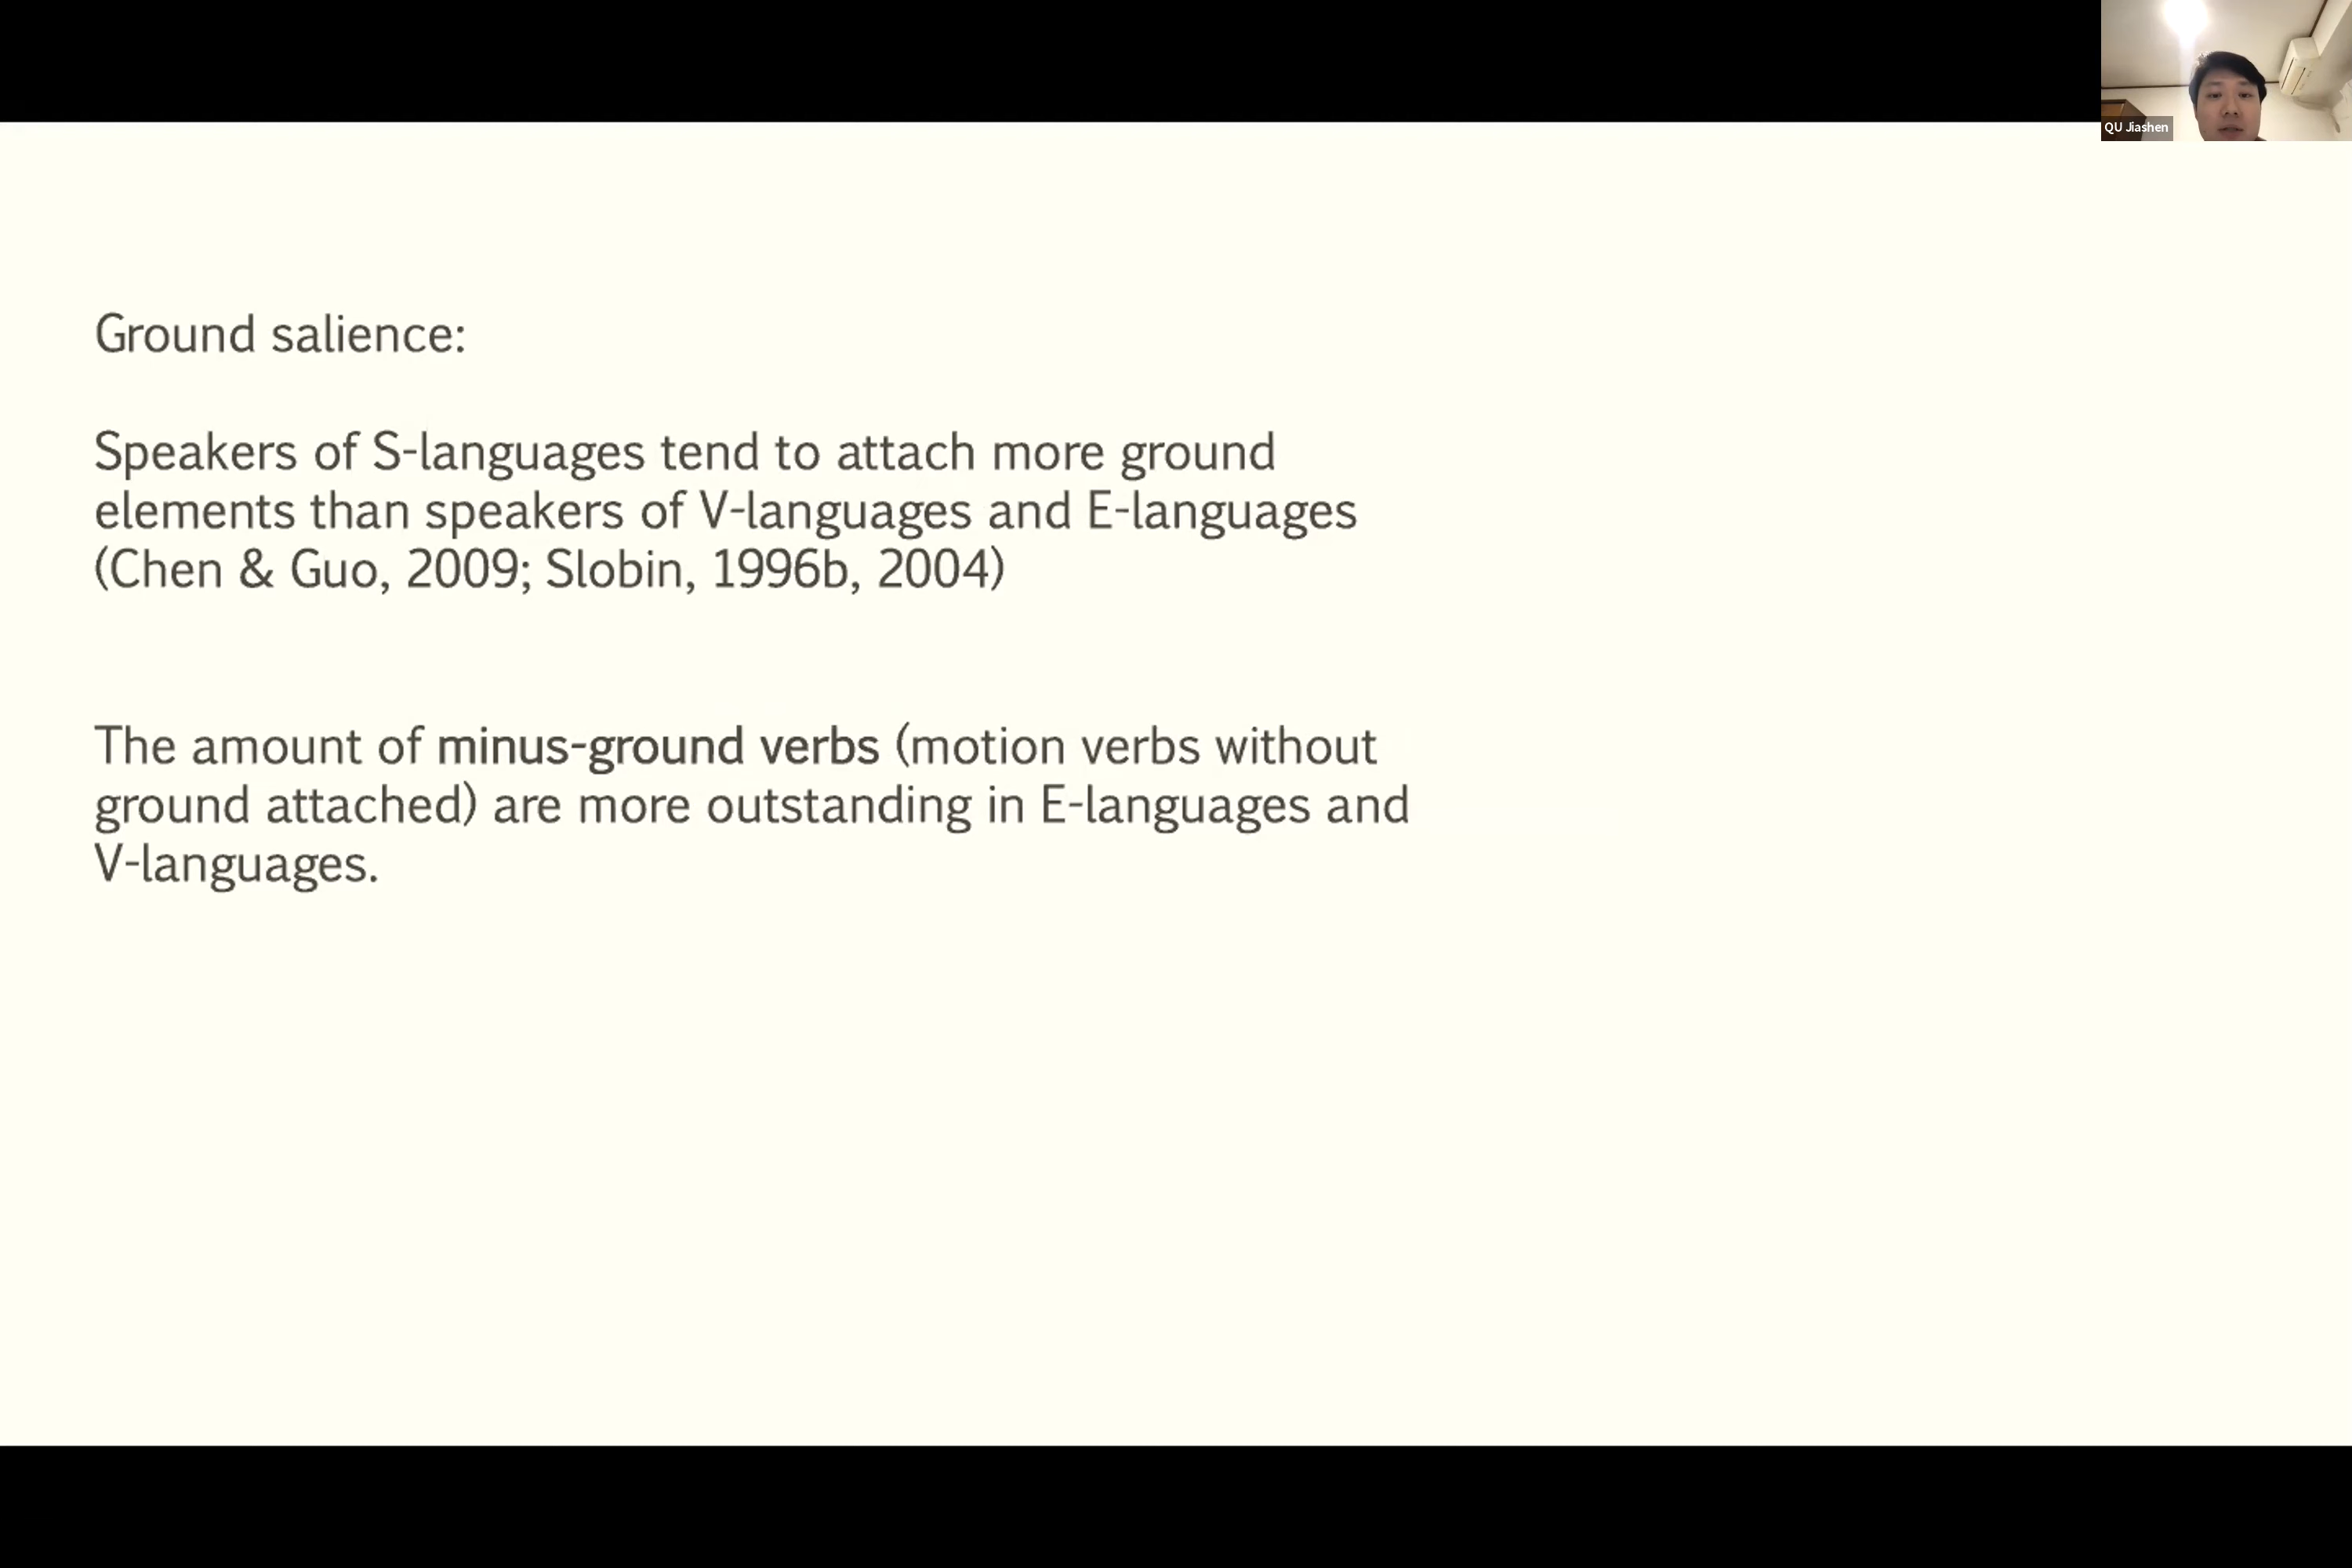 QU Jiashen
Ground salience:
Speakers of S-languages tend to attach more ground
elements than speakers of V-languages and E-languages
(Chen & Guo, 2009; Slobin, 1996b, 2004)
The amount of minus-ground verbs (motion verbs without
ground attached) are more outstanding in E-languages and
V-languages.